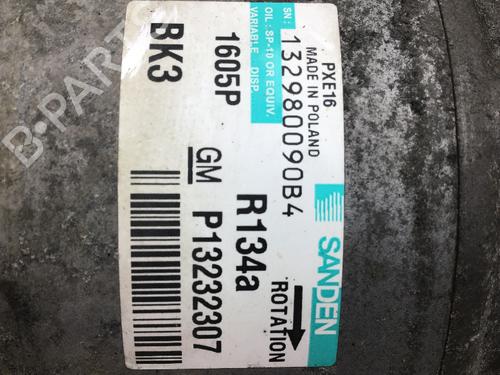 PXE16
MADE IN POLAND
SANDEN
SN:
132980090B4
OIL: SP-10 OR EQUIV.
VARIABLE DISP.
ROTATION
1605P
R134a
BK3
GM P13232307
B-PARTS